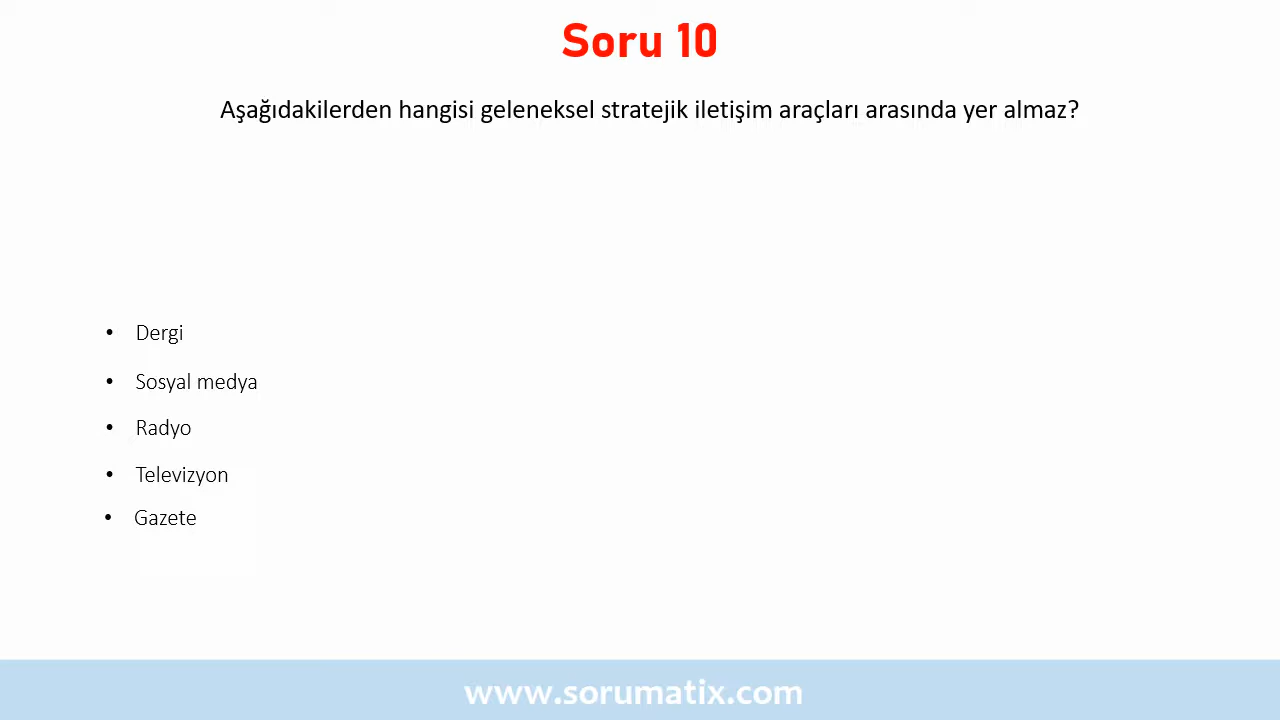 Soru 10
Aşağıdakilerden hangisi geleneksel stratejik iletişim araçları arasında yer almaz?
• Dergi
• Sosyal medya
• Radyo
• Televizyon
• Gazete
www.sorumatix.com